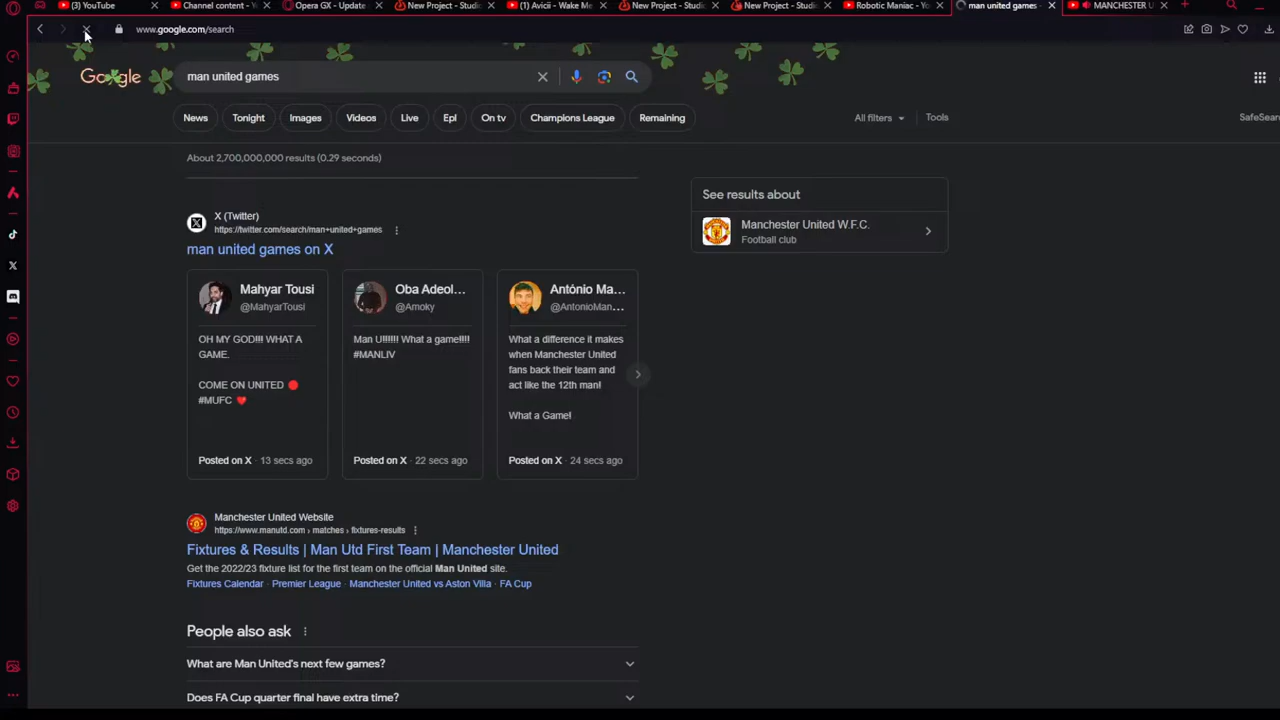 (3) YouTube
Channel content - Y
Opera GX - Update
New Project - Studi
(1) Avicii - Wake Me
New Project - Studi
New Project - Studi
Robotic Maniac - Yo
man united games -
MANCHESTER U
www.google.com/search
Google
man united games
News
Tonight
Images
Videos
Live
Epl
On tv
Champions League
Remaining
All filters
Tools
SafeSear
About 2,700,000,000 results (0.29 seconds)
See results about
Manchester United W.F.C.
Football club
X (Twitter)
https://twitter.com/search/man+united+games
man united games on X
Mahyar Tousi
@MahyarTousi
OH MY GOD!!! WHAT A
GAME.
COME ON UNITED 🔴
#MUFC ❤️
Posted on X · 13 secs ago
Oba Adeol...
@Amoky
Man U!!!!!!! What a game!!!!
#MANLIV
Posted on X · 22 secs ago
António Ma...
@AntonioMan...
What a difference it makes
when Manchester United
fans back their team and
act like the 12th man!
What a Game!
Posted on X · 24 secs ago
Manchester United Website
https://www.manutd.com › matches › fixtures-results
Fixtures & Results | Man Utd First Team | Manchester United
Get the 2022/23 fixture list for the first team on the official Man United site.
Fixtures Calendar · Premier League · Manchester United vs Aston Villa · FA Cup
People also ask
What are Man United's next few games?
Does FA Cup quarter final have extra time?